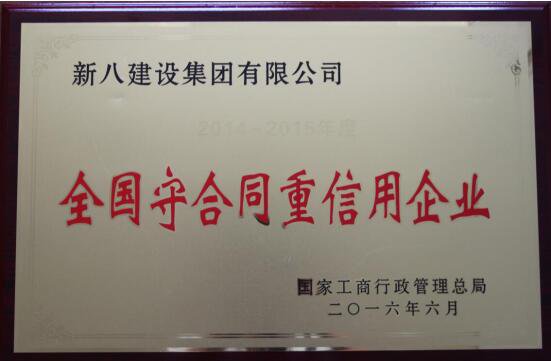 新八建设集团有限公司
2014-2015年度
全国守合同重信用企业
国家工商行政管理总局
二〇一六年六月